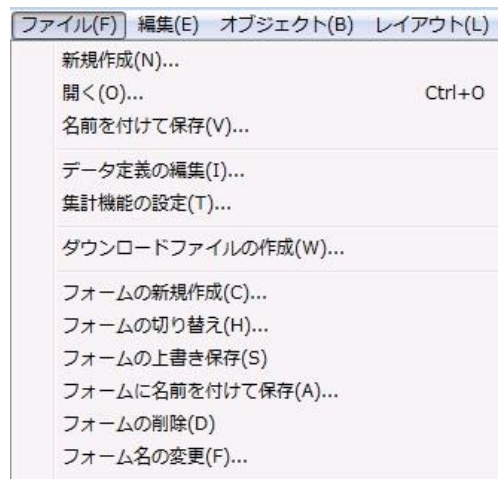 ファイル(F) 編集(E) オブジェクト(B) レイアウト(L)
新規作成(N)...
開く(O)... Ctrl+O
名前を付けて保存(V)...
データ定義の編集(I)...
集計機能の設定(T)...
ダウンロードファイルの作成(W)...
フォームの新規作成(C)...
フォームの切り替え(H)...
フォームの上書き保存(S)
フォームに名前を付けて保存(A)...
フォームの削除(D)
フォーム名の変更(F)...